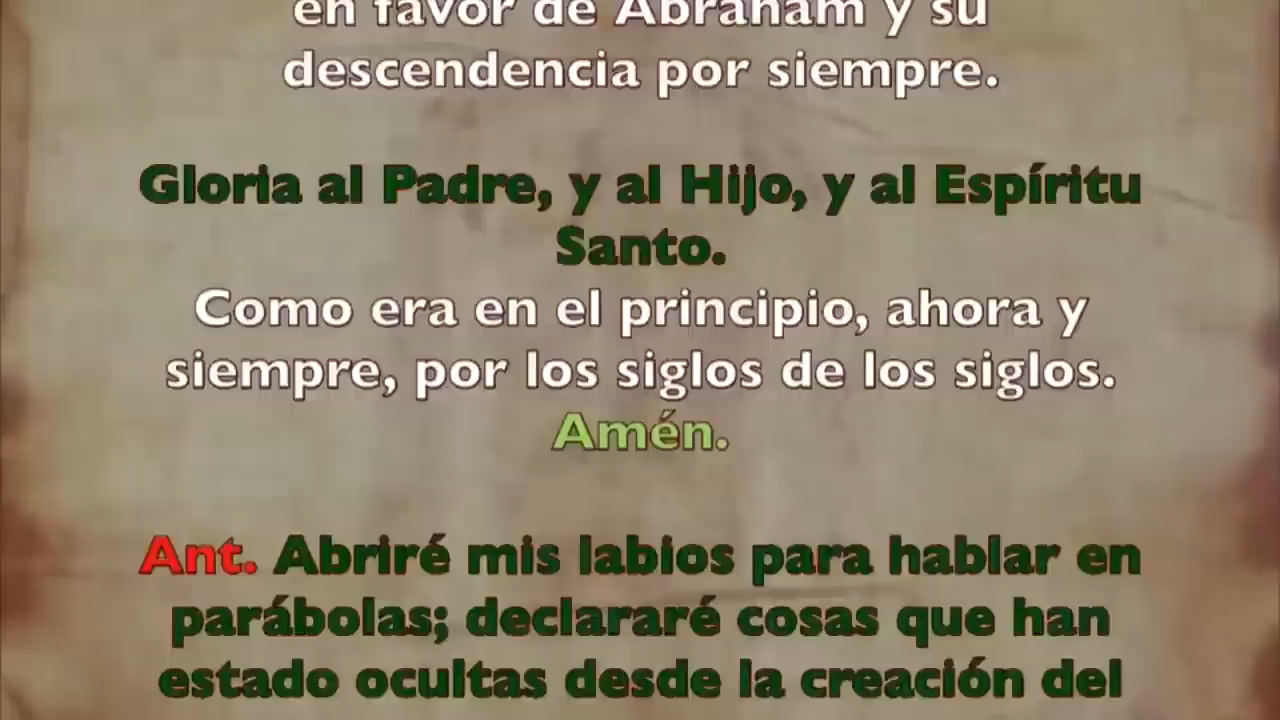 en favor de Abraham y su
descendencia por siempre.
Gloria al Padre, y al Hijo, y al Espíritu
Santo.
Como era en el principio, ahora y
siempre, por los siglos de los siglos.
Amén.
Ant. Abriré mis labios para hablar en
parábolas; declararé cosas que han
estado ocultas desde la creación del